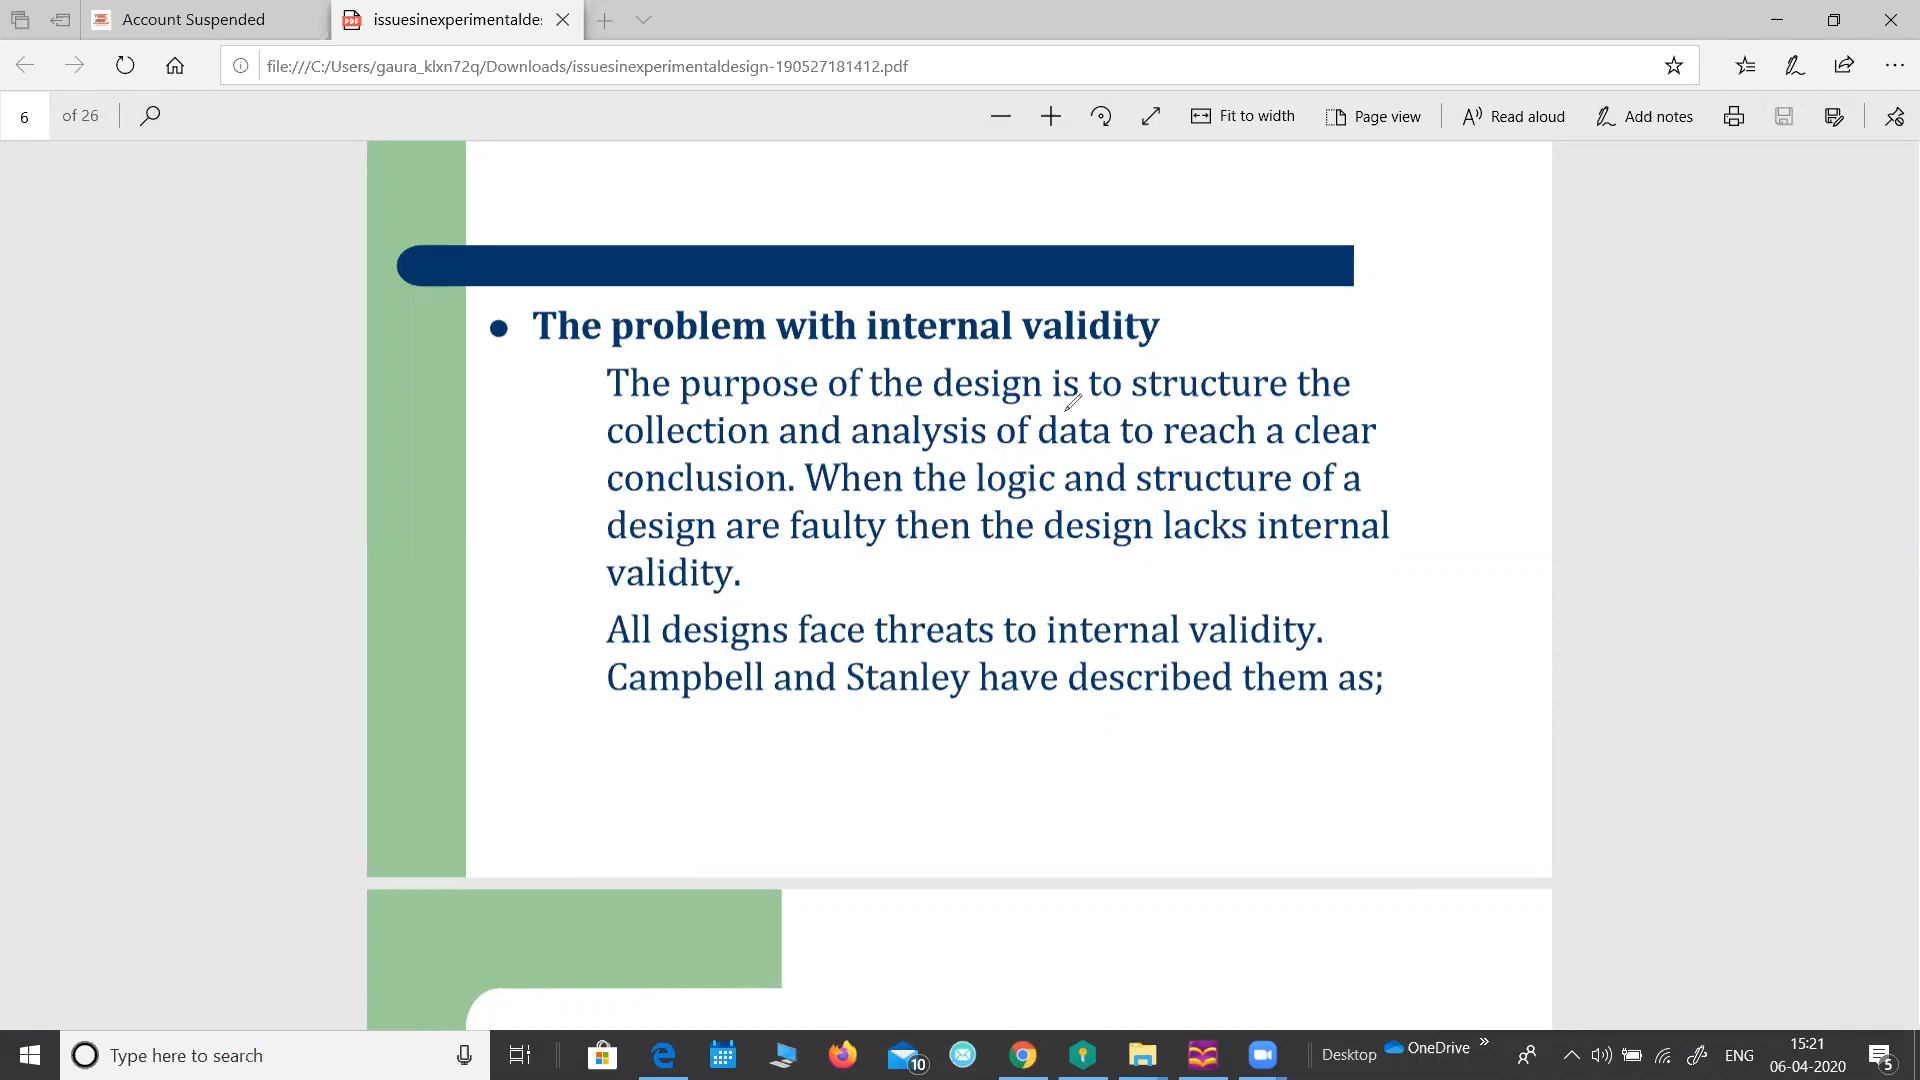 Account Suspended
issuesinexperimentalde:
file:///C:/Users/gaura_klxn72q/Downloads/issuesinexperimentaldesign-190527181412.pdf
6 of 26
Fit to width
Page view
Read aloud
Add notes
The problem with internal validity
The purpose of the design is to structure the
collection and analysis of data to reach a clear
conclusion. When the logic and structure of a
design are faulty then the design lacks internal
validity.
All designs face threats to internal validity.
Campbell and Stanley have described them as;
Type here to search
10
Desktop
OneDrive
ENG
15:21
06-04-2020
5